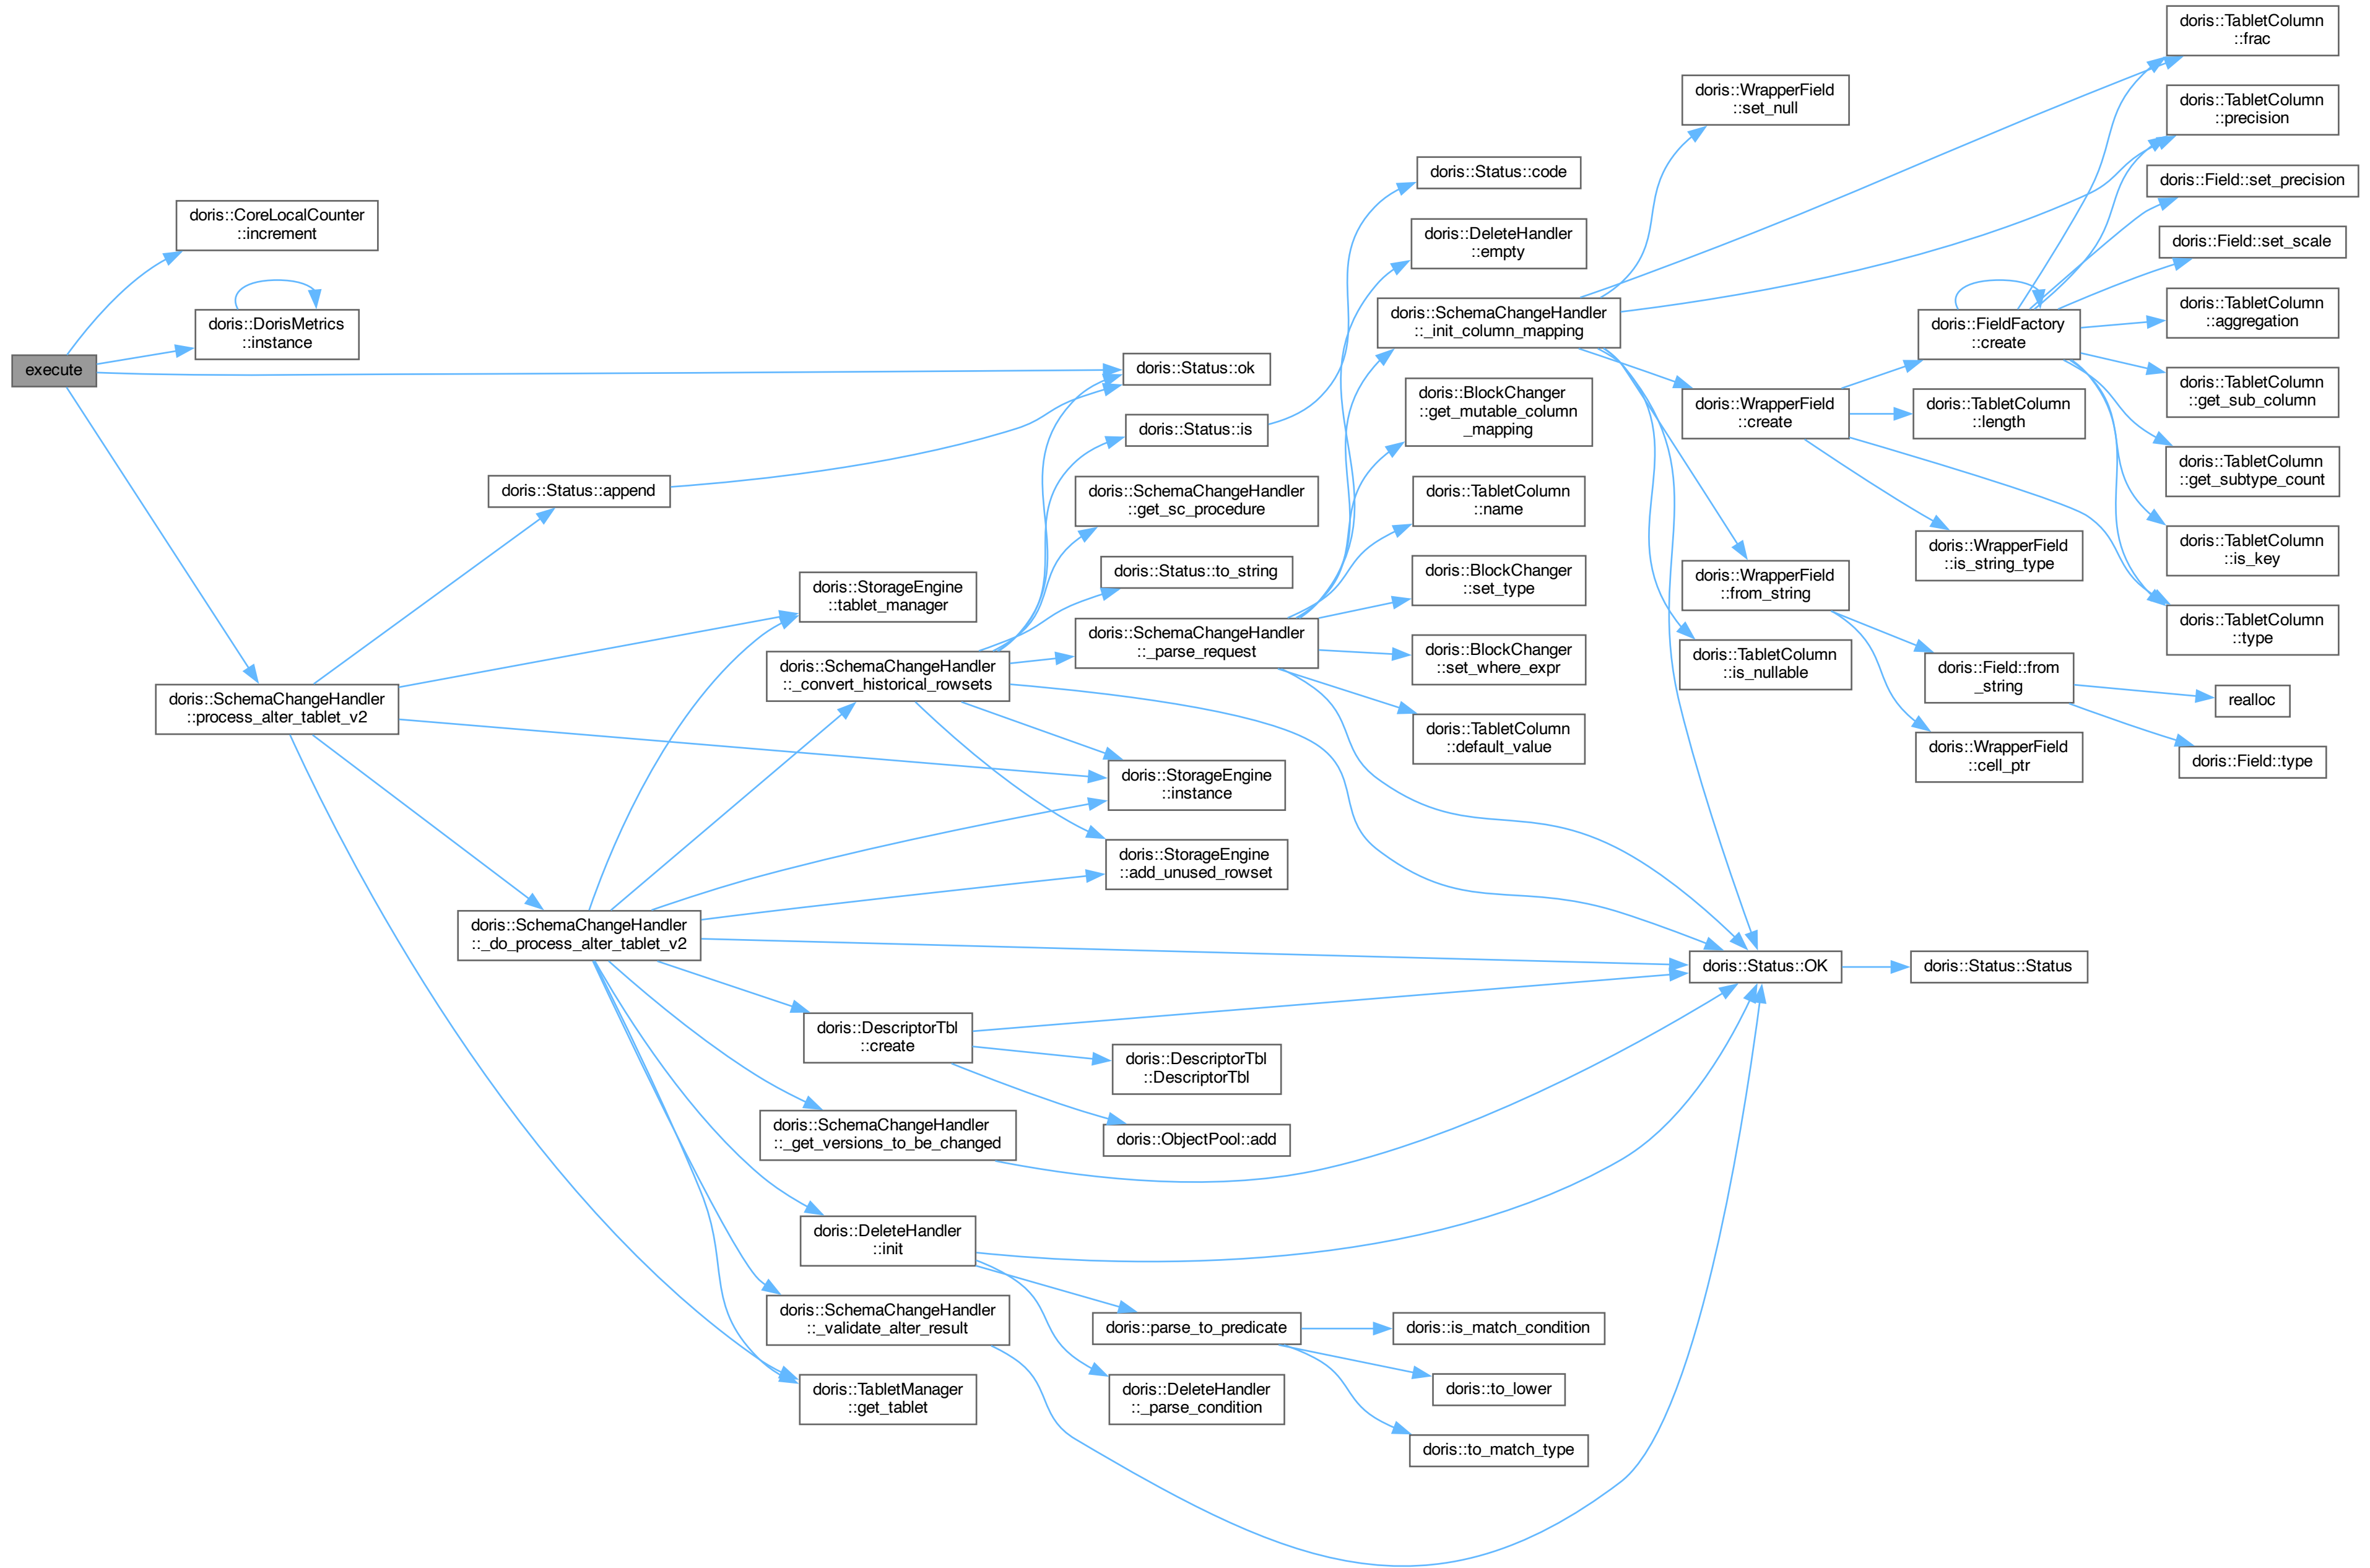 execute
doris::CoreLocalCounter
::increment
doris::DorisMetrics
::instance
doris::SchemaChangeHandler
::process_alter_tablet_v2
doris::Status::append
doris::SchemaChangeHandler
::_do_process_alter_tablet_v2
doris::StorageEngine
::tablet_manager
doris::SchemaChangeHandler
::_convert_historical_rowsets
doris::DescriptorTbl
::create
doris::SchemaChangeHandler
::_get_versions_to_be_changed
doris::DeleteHandler
::init
doris::SchemaChangeHandler
::_validate_alter_result
doris::TabletManager
::get_tablet
doris::Status::ok
doris::Status::is
doris::SchemaChangeHandler
::get_sc_procedure
doris::Status::to_string
doris::SchemaChangeHandler
::_parse_request
doris::StorageEngine
::instance
doris::StorageEngine
::add_unused_rowset
doris::DescriptorTbl
::DescriptorTbl
doris::ObjectPool::add
doris::parse_to_predicate
doris::DeleteHandler
::_parse_condition
doris::Status::code
doris::DeleteHandler
::empty
doris::SchemaChangeHandler
::_init_column_mapping
doris::BlockChanger
::get_mutable_column
_mapping
doris::TabletColumn
::name
doris::BlockChanger
::set_type
doris::BlockChanger
::set_where_expr
doris::TabletColumn
::default_value
doris::is_match_condition
doris::to_lower
doris::to_match_type
doris::WrapperField
::set_null
doris::WrapperField
::create
doris::WrapperField
::from_string
doris::TabletColumn
::is_nullable
doris::Status::OK
doris::FieldFactory
::create
doris::TabletColumn
::length
doris::WrapperField
::is_string_type
doris::Field::from
_string
doris::WrapperField
::cell_ptr
doris::Status::Status
doris::TabletColumn
::frac
doris::TabletColumn
::precision
doris::Field::set_precision
doris::Field::set_scale
doris::TabletColumn
::aggregation
doris::TabletColumn
::get_sub_column
doris::TabletColumn
::get_subtype_count
doris::TabletColumn
::is_key
doris::TabletColumn
::type
realloc
doris::Field::type